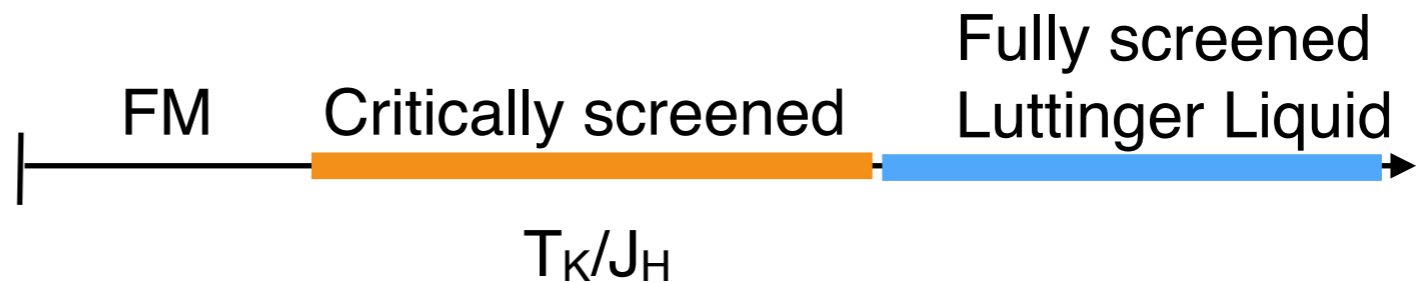 FM
Critically screened
Fully screened
Luttinger Liquid
TK/JH